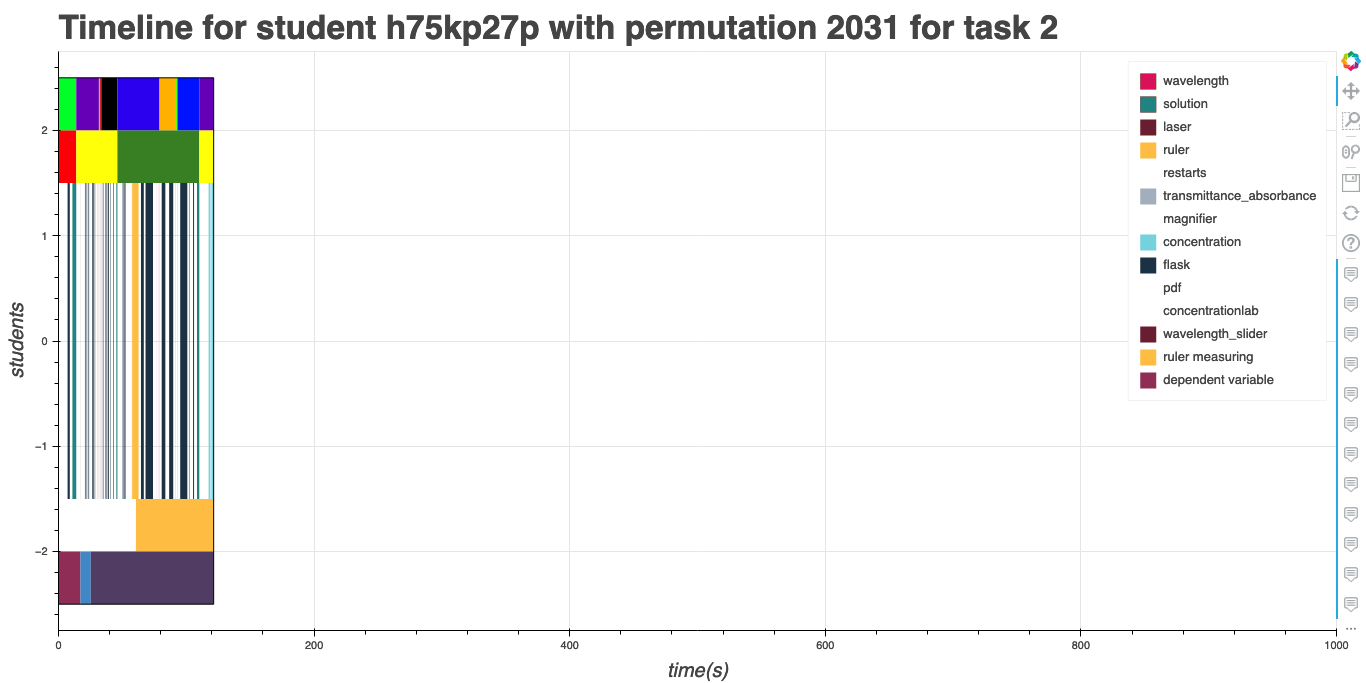 Timeline for student h75kp27p with permutation 2031 for task 2
wavelength
solution
laser
ruler
restarts
transmittance_absorbance
magnifier
concentration
flask
pdf
concentrationlab
wavelength_slider
ruler measuring
dependent variable
2
1
0
−1
−2
students
0 200 400 600 800 1000
time(s)